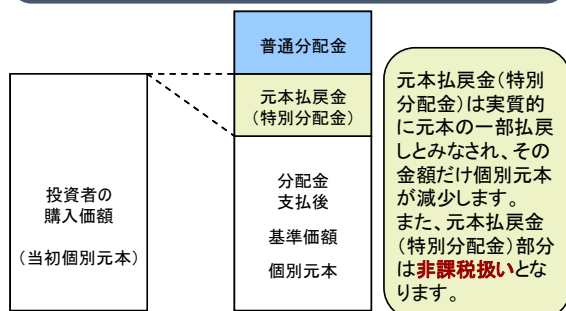 普通分配金
元本払戻金
(特別分配金)
投資者の
購入価額
(当初個別元本)
分配金
支払後
基準価額
個別元本
元本払戻金(特別
分配金)は実質的
に元本の一部払戻
しとみなされ、その
金額だけ個別元本
が減少します。
また、元本払戻金
(特別分配金)部分
は非課税扱いとな
ります。